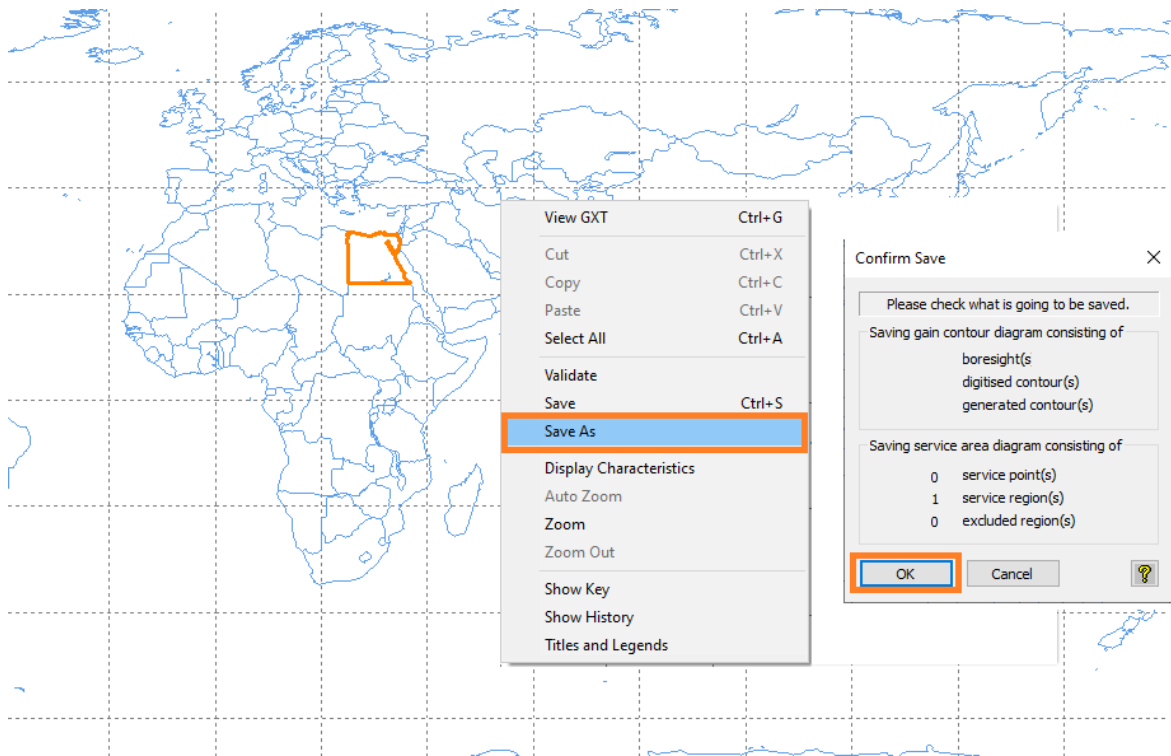 View GXT Ctrl+G
Cut Ctrl+X
Copy Ctrl+C
Paste Ctrl+V
Select All Ctrl+A
Validate
Save Ctrl+S
Save As
Display Characteristics
Auto Zoom
Zoom
Zoom Out
Show Key
Show History
Titles and Legends
Confirm Save
Please check what is going to be saved.
Saving gain contour diagram consisting of
boresight(s
digitised contour(s)
generated contour(s)
Saving service area diagram consisting of
0 service point(s)
1 service region(s)
0 excluded region(s)
OK Cancel ?